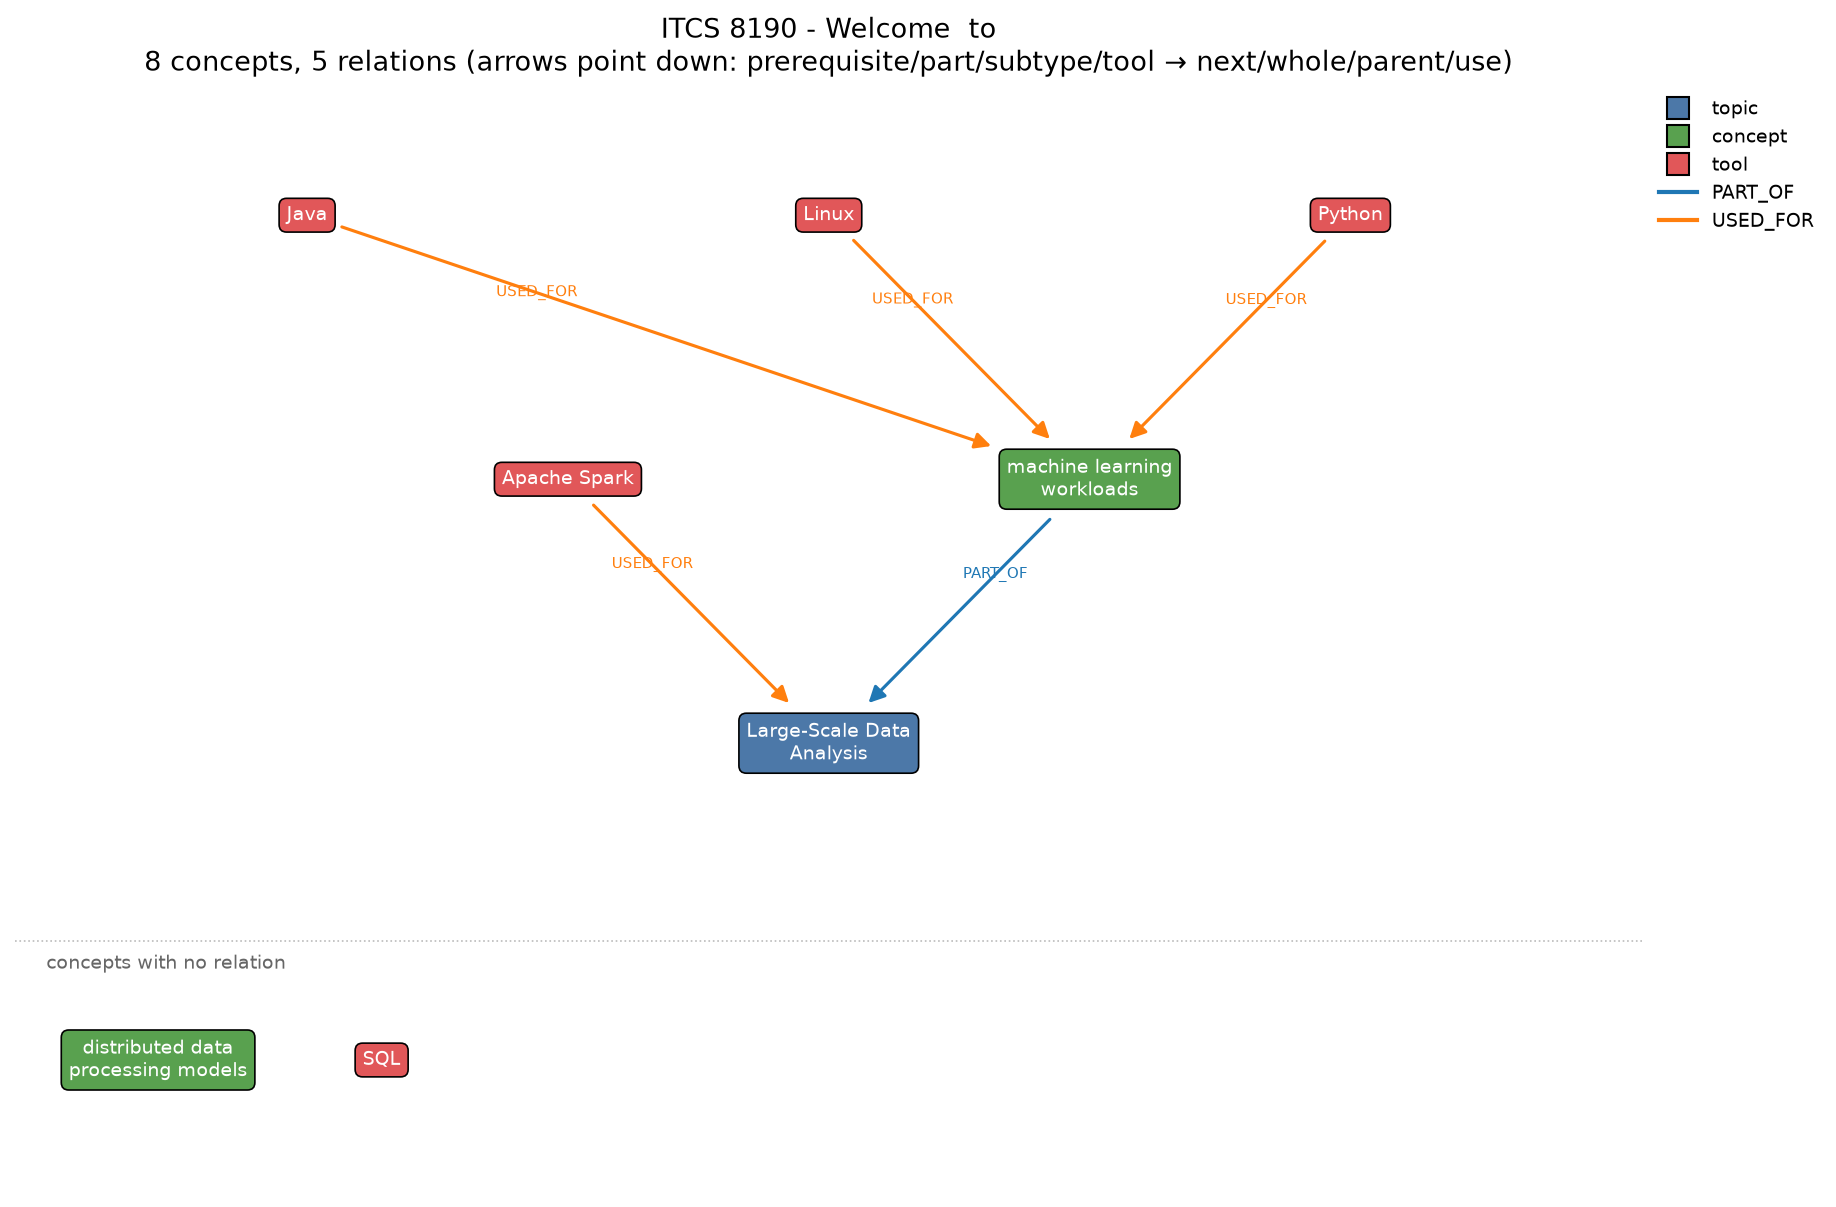 ITCS 8190 - Welcome  to
8 concepts, 5 relations (arrows point down: prerequisite/part/subtype/tool → next/whole/parent/use)
topic
concept
tool
PART_OF
USED_FOR
Java
Linux
Python
USED_FOR
USED_FOR
USED_FOR
Apache Spark
machine learning
workloads
USED_FOR
PART_OF
Large-Scale Data
Analysis
concepts with no relation
distributed data
processing models
SQL